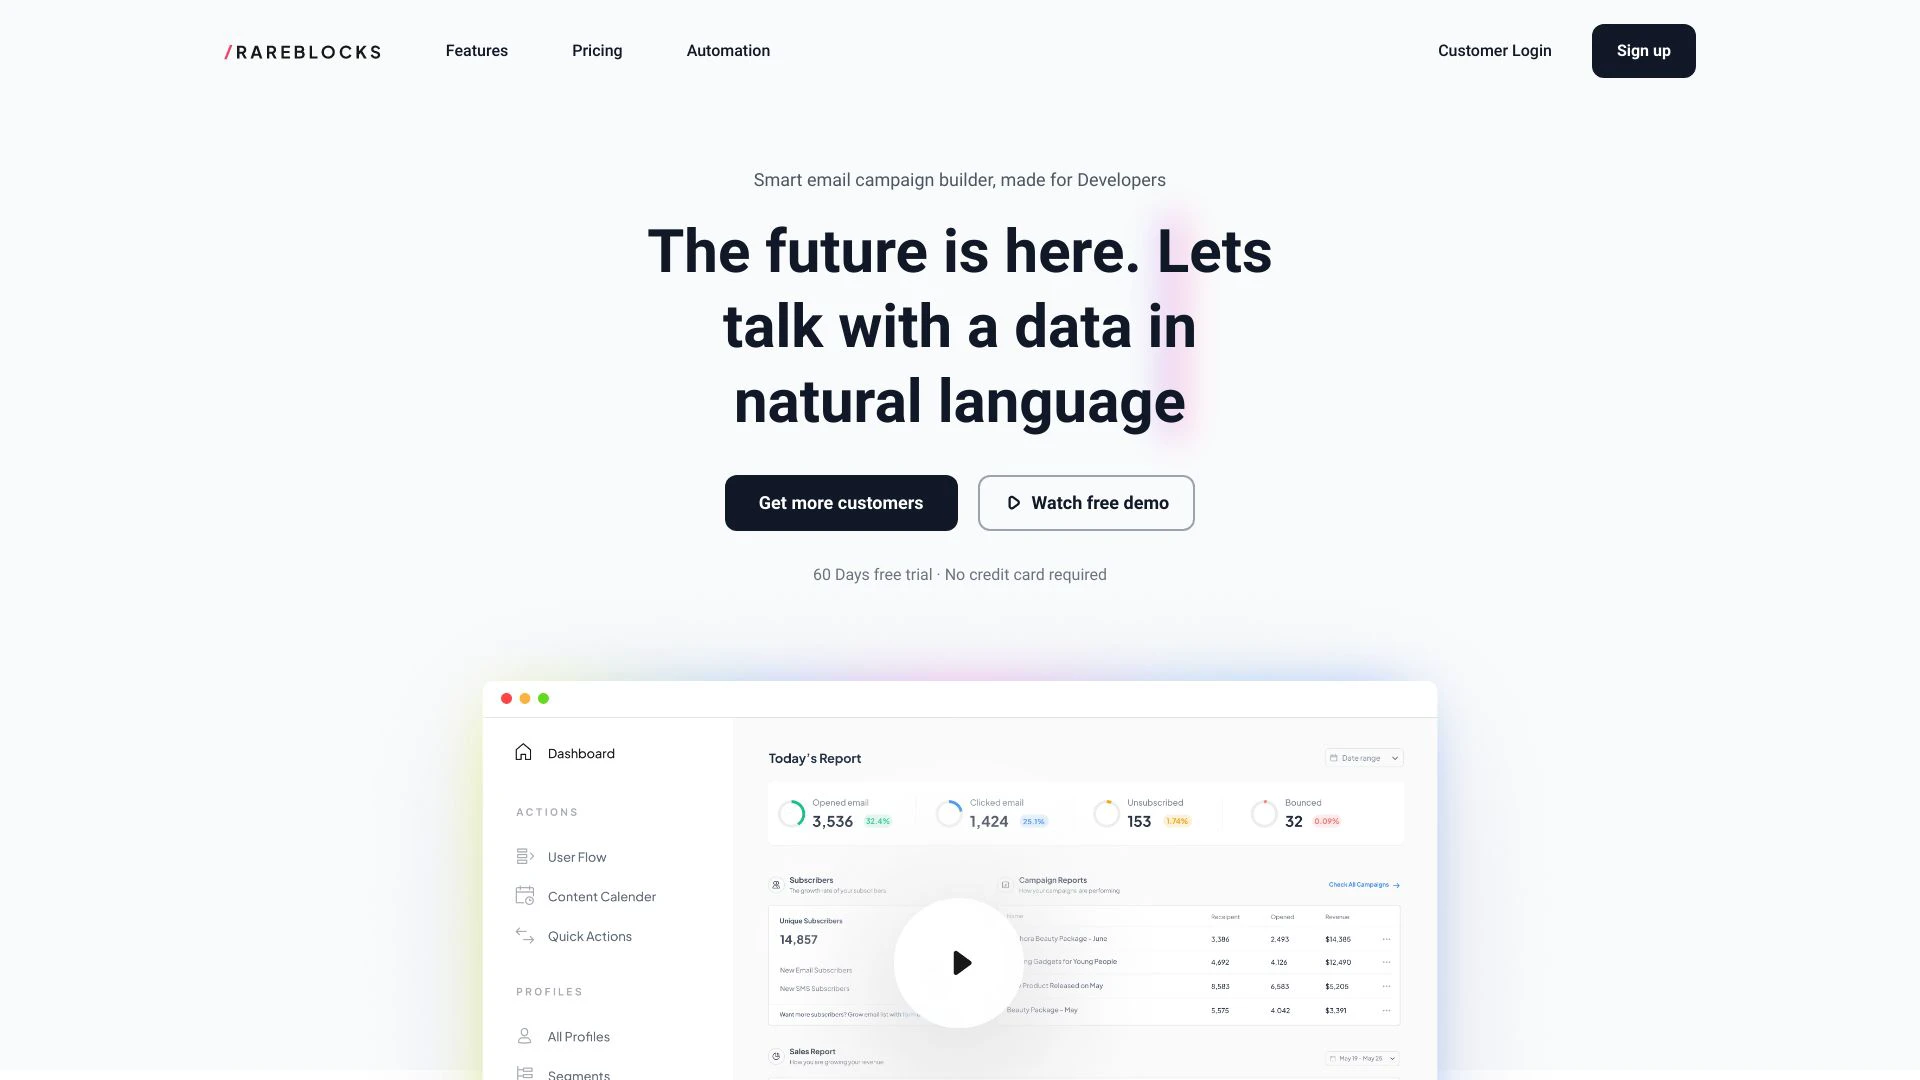 /RAREBLOCKS
Features
Pricing
Automation
Customer Login
Sign up
Smart email campaign builder, made for Developers
The future is here. Lets
talk with a data in
natural language
Get more customers
Watch free demo
60 Days free trial · No credit card required
Dashboard
ACTIONS
User Flow
Content Calender
Quick Actions
PROFILES
All Profiles
Segments
Today's Report
Date range
Opened email
3,536 32.4%
Clicked email
1,424 25.1%
Unsubscribed
153 1.74%
Bounced
32 0.09%
Subscribers
The growth rate of your subscribers
Unique Subscribers
14,857
New Email Subscribers
New SMS Subscribers
Want more subscribers? Grow email list with
Campaign Reports
How your campaigns are performing
Check All Campaigns
Name Receipent Opened Revenue
Beauty Package - June 3,386 2,493 $14,385
Gadgets for Young People 4,692 4,126 $12,490
Product Released on May 8,583 6,583 $5,205
Beauty Package - May 5,575 4,042 $3,391
Sales Report
How you are growing your revenue
May 19 - May 25